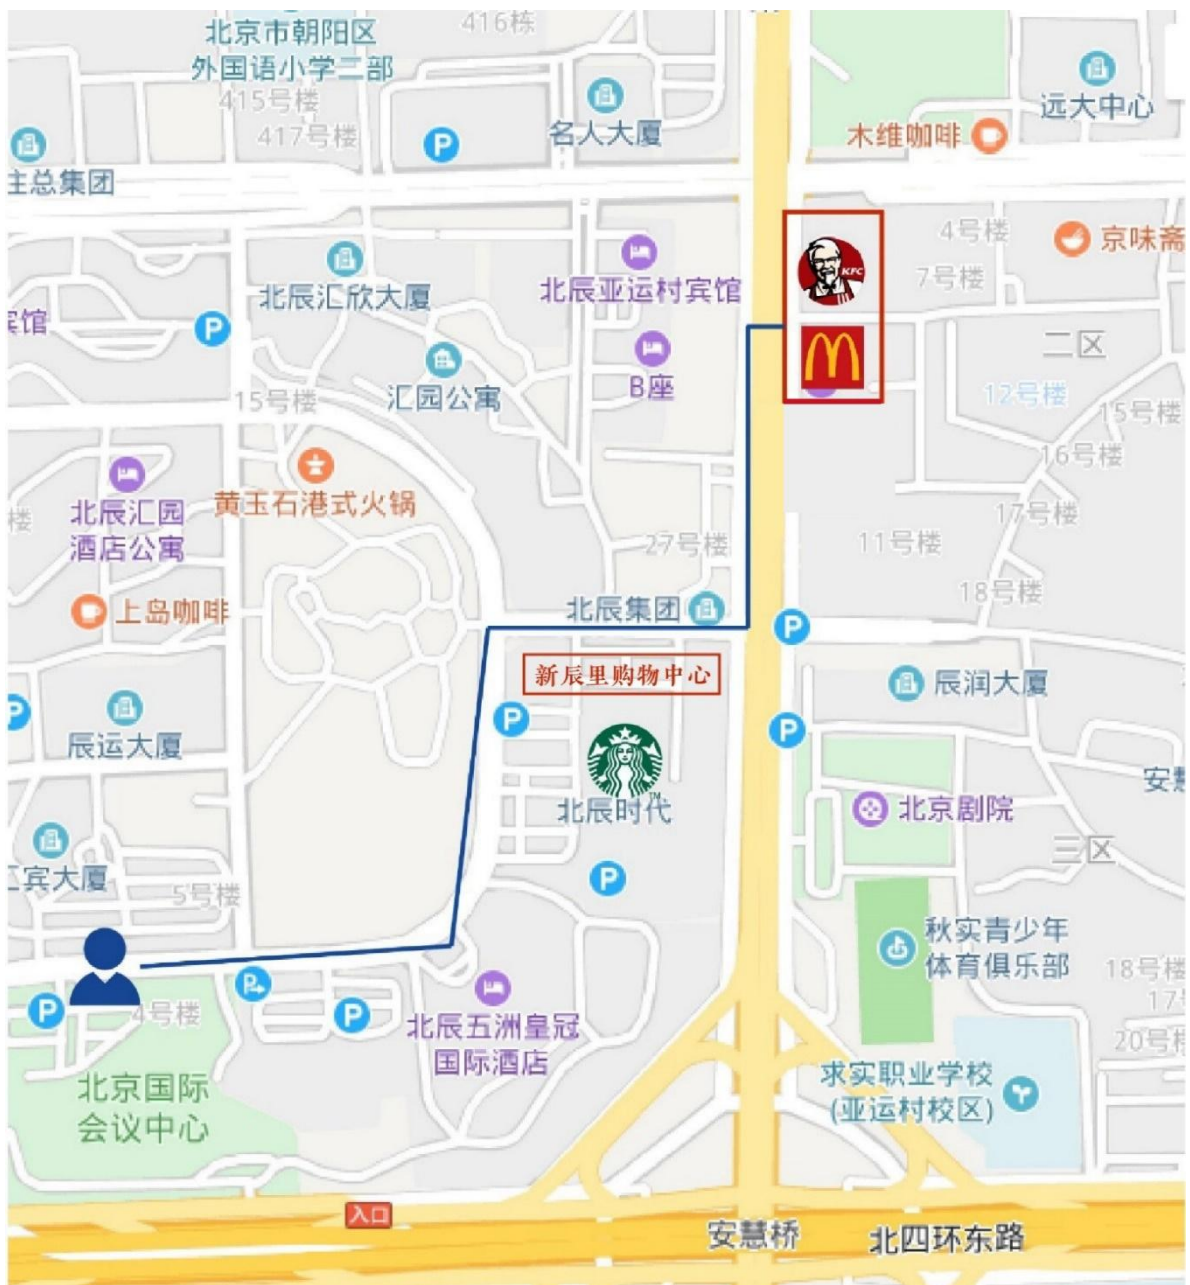 416栋
北京市朝阳区
外国语小学二部
415号楼
417号楼
P
名人大厦
远大中心
木维咖啡
主总集团
4号楼
京味斋
KFC
7号楼
北辰汇欣大厦
北辰亚运村宾馆
宾馆
P
B座
二区
汇园公寓
12号楼
15号楼
15号楼
16号楼
黄玉石港式火锅
北辰汇园
酒店公寓
楼
17号楼
27号楼
11号楼
18号楼
上岛咖啡
北辰集团
P
新辰里购物中心
辰润大厦
P
P
P
辰运大厦
TM
安慧
北辰时代
北京剧院
三区
汇宾大厦
5号楼
P
秋实青少年
体育俱乐部
18号楼
17
20号楼
P
P
P
4号楼
北辰五洲皇冠
国际酒店
北京国际
会议中心
求实职业学校
(亚运村校区)
入口
安慧桥
北四环东路